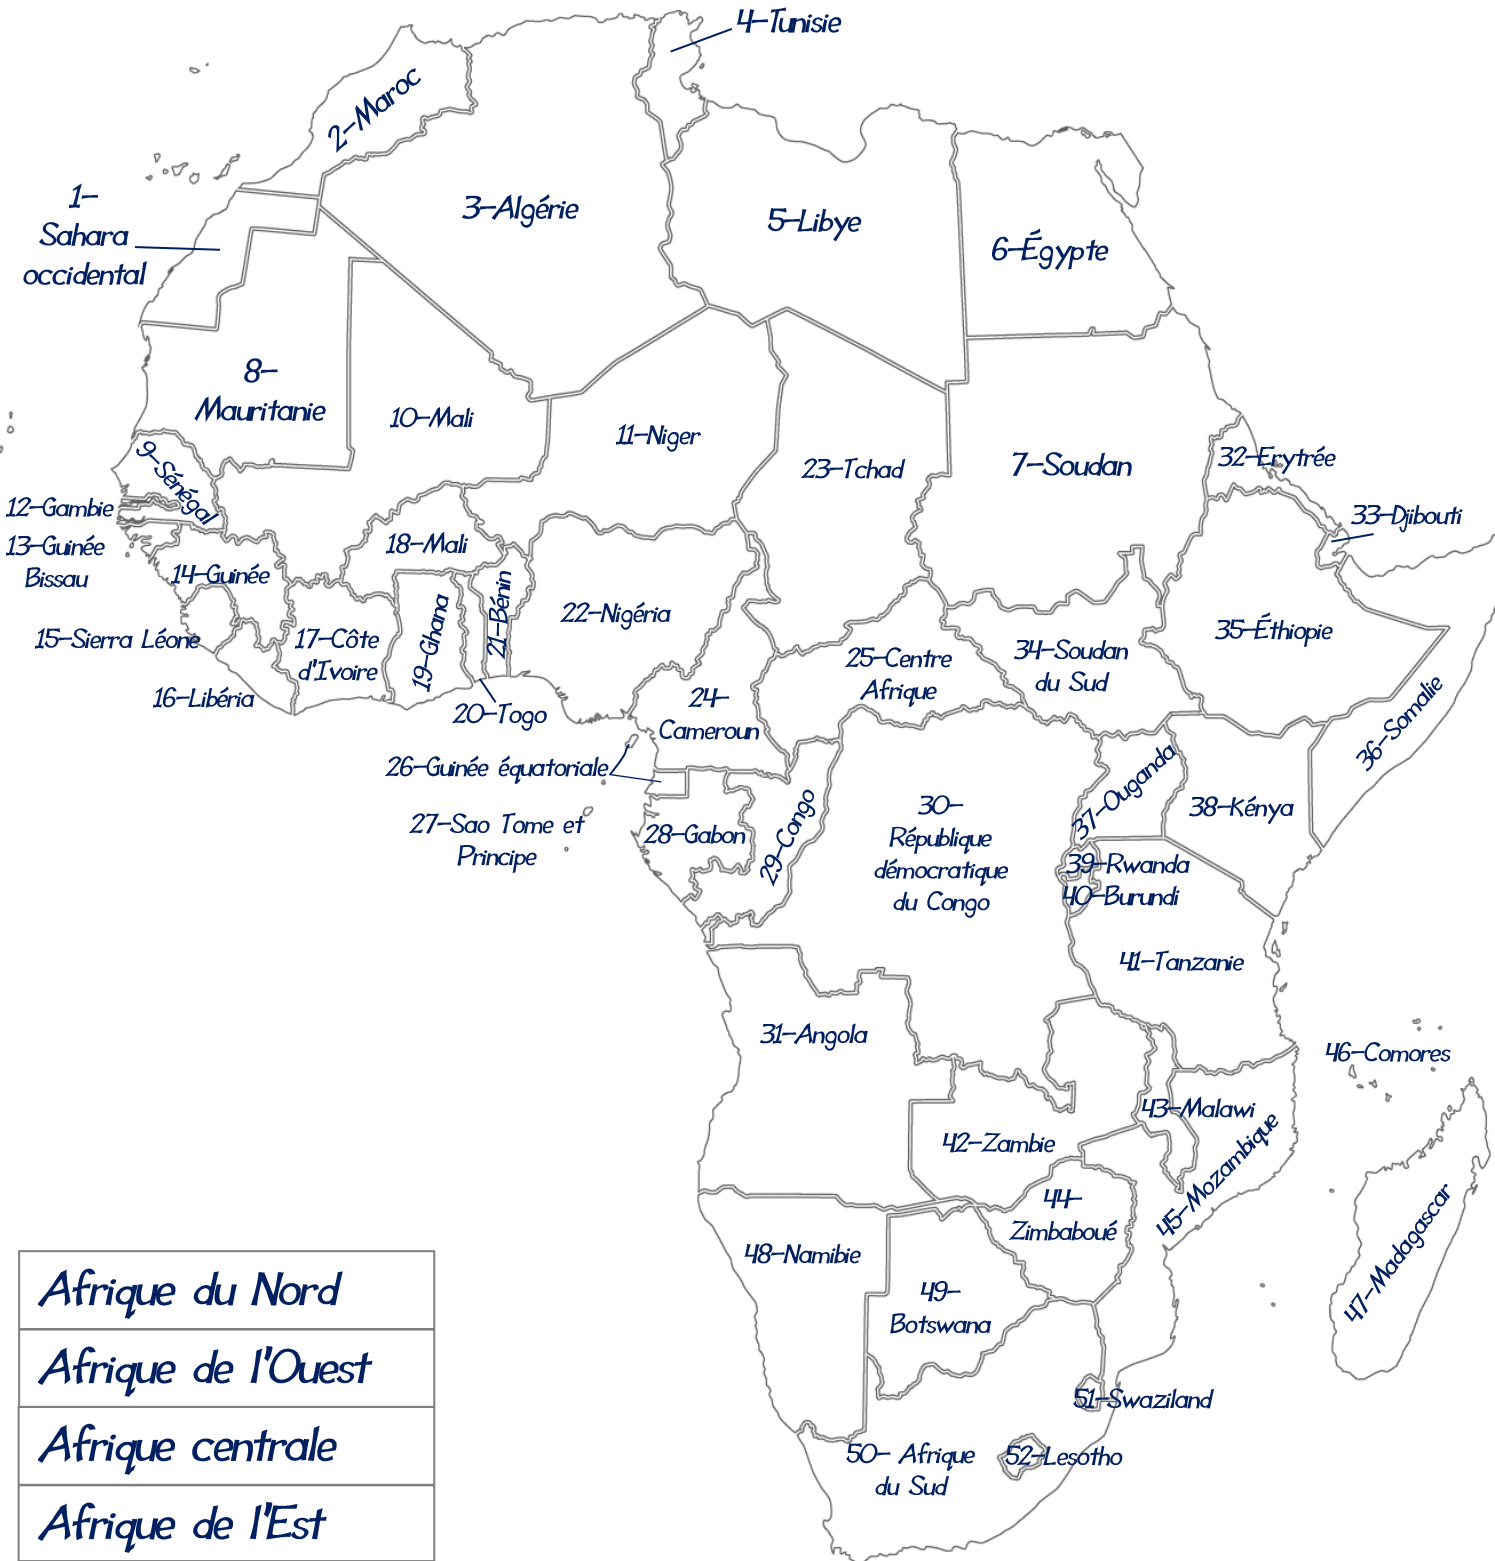 4-Tunisie
2-Maroc
1-
Sahara
occidental
3-Algérie
5-Libye
6-Égypte
8-
Mauritanie
10-Mali
11-Niger
23-Tchad
7-Soudan
32-Erytrée
9-Sénégal
12-Gambie
33-Djibouti
13-Guinée
Bissau
18-Mali
14-Guinée
21-Bénin
22-Nigéria
19-Ghana
35-Éthiopie
15-Sierra Léone
17-Côte
d'Ivoire
25-Centre
Afrique
34-Soudan
du Sud
16-Libéria
20-Togo
24-
Cameroun
36-Somalie
26-Guinée équatoriale
37-Ouganda
38-Kénya
27-Sao Tome et
Principe
28-Gabon
29-Congo
30-
République
démocratique
du Congo
39-Rwanda
40-Burundi
41-Tanzanie
31-Angola
46-Comores
43-Malawi
42-Zambie
45-Mozambique
44-
Zimbaboué
47-Madagascar
48-Namibie
49-
Botswana
51-Swaziland
50- Afrique
du Sud
52-Lesotho
Afrique du Nord
Afrique de l'Ouest
Afrique centrale
Afrique de l'Est